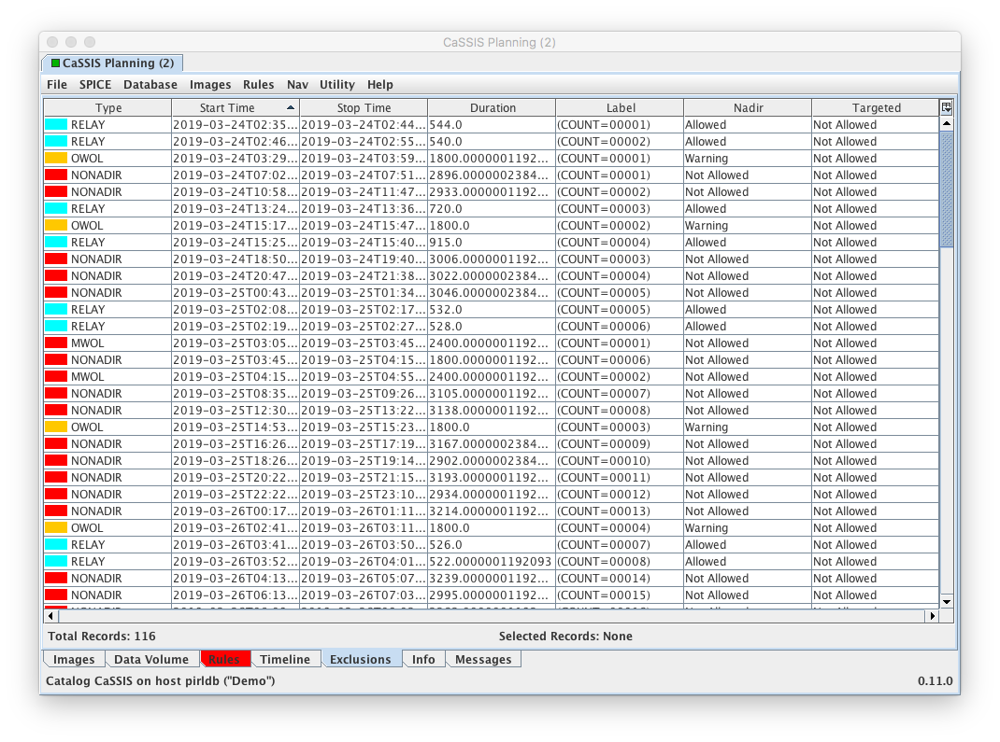 CaSSIS Planning (2)
CaSSIS Planning (2)
File SPICE Database Images Rules Nav Utility Help
Type Start Time Stop Time Duration Label Nadir Targeted
RELAY 2019-03-24T02:35... 2019-03-24T02:44... 544.0 (COUNT=00001) Allowed Not Allowed
RELAY 2019-03-24T02:46... 2019-03-24T02:55... 540.0 (COUNT=00002) Allowed Not Allowed
OWOL 2019-03-24T03:29... 2019-03-24T03:59... 1800.0000001192... (COUNT=00001) Warning Not Allowed
NONADIR 2019-03-24T07:02... 2019-03-24T07:51... 2896.0000002384... (COUNT=00001) Not Allowed Not Allowed
NONADIR 2019-03-24T10:58... 2019-03-24T11:47... 2933.0000001192... (COUNT=00002) Not Allowed Not Allowed
RELAY 2019-03-24T13:24... 2019-03-24T13:36... 720.0 (COUNT=00003) Allowed Not Allowed
OWOL 2019-03-24T15:17... 2019-03-24T15:47... 1800.0 (COUNT=00002) Warning Not Allowed
RELAY 2019-03-24T15:25... 2019-03-24T15:40... 915.0 (COUNT=00004) Allowed Not Allowed
NONADIR 2019-03-24T18:50... 2019-03-24T19:40... 3006.0000001192... (COUNT=00003) Not Allowed Not Allowed
NONADIR 2019-03-24T20:47... 2019-03-24T21:38... 3022.0000002384... (COUNT=00004) Not Allowed Not Allowed
NONADIR 2019-03-25T00:43... 2019-03-25T01:34... 3046.0000002384... (COUNT=00005) Not Allowed Not Allowed
RELAY 2019-03-25T02:08... 2019-03-25T02:17... 532.0 (COUNT=00005) Allowed Not Allowed
RELAY 2019-03-25T02:19... 2019-03-25T02:27... 528.0 (COUNT=00006) Allowed Not Allowed
MWOL 2019-03-25T03:05... 2019-03-25T03:45... 2400.0000001192... (COUNT=00001) Not Allowed Not Allowed
NONADIR 2019-03-25T03:45... 2019-03-25T04:15... 1800.0000001192... (COUNT=00006) Not Allowed Not Allowed
MWOL 2019-03-25T04:15... 2019-03-25T04:55... 2400.0000001192... (COUNT=00002) Not Allowed Not Allowed
NONADIR 2019-03-25T08:35... 2019-03-25T09:26... 3105.0000001192... (COUNT=00007) Not Allowed Not Allowed
NONADIR 2019-03-25T12:30... 2019-03-25T13:22... 3138.0000001192... (COUNT=00008) Not Allowed Not Allowed
OWOL 2019-03-25T14:53... 2019-03-25T15:23... 1800.0 (COUNT=00003) Warning Not Allowed
NONADIR 2019-03-25T16:26... 2019-03-25T17:19... 3167.0000002384... (COUNT=00009) Not Allowed Not Allowed
NONADIR 2019-03-25T18:26... 2019-03-25T19:14... 2902.0000002384... (COUNT=00010) Not Allowed Not Allowed
NONADIR 2019-03-25T20:22... 2019-03-25T21:15... 3193.0000001192... (COUNT=00011) Not Allowed Not Allowed
NONADIR 2019-03-25T22:22... 2019-03-25T23:10... 2934.0000001192... (COUNT=00012) Not Allowed Not Allowed
NONADIR 2019-03-26T00:17... 2019-03-26T01:11... 3214.0000001192... (COUNT=00013) Not Allowed Not Allowed
OWOL 2019-03-26T02:41... 2019-03-26T03:11... 1800.0 (COUNT=00004) Warning Not Allowed
RELAY 2019-03-26T03:41... 2019-03-26T03:50... 526.0 (COUNT=00007) Allowed Not Allowed
RELAY 2019-03-26T03:52... 2019-03-26T04:01... 522.0000001192093 (COUNT=00008) Allowed Not Allowed
NONADIR 2019-03-26T04:13... 2019-03-26T05:07... 3239.0000001192... (COUNT=00014) Not Allowed Not Allowed
NONADIR 2019-03-26T06:13... 2019-03-26T07:03... 2995.0000001192... (COUNT=00015) Not Allowed Not Allowed
Total Records: 116 Selected Records: None
Images Data Volume Rules Timeline Exclusions Info Messages
Catalog CaSSIS on host pirldb ("Demo") 0.11.0